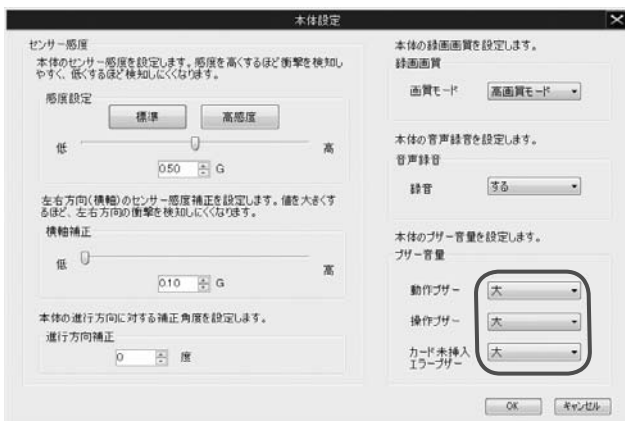 本体設定
センサー感度
本体のセンサー感度を設定します。感度を高くするほど衝撃を検知し
やすく、低くするほど検知しにくくなります。
感度設定
標準
高感度
低
高
0.50
G
左右方向(横軸)のセンサー感度補正を設定します。値を大きくす
るほど、左右方向の衝撃を検知しにくくなります。
横軸補正
低
高
0.10
G
本体の進行方向に対する補正角度を設定します。
進行方向補正
0
度
本体の録画画質を設定します。
録画画質
画質モード
高画質モード
本体の音声録音を設定します。
音声録音
録音
する
本体のブザー音量を設定します。
ブザー音量
動作ブザー
大
操作ブザー
大
カード未挿入
エラーブザー
大
OK
キャンセル